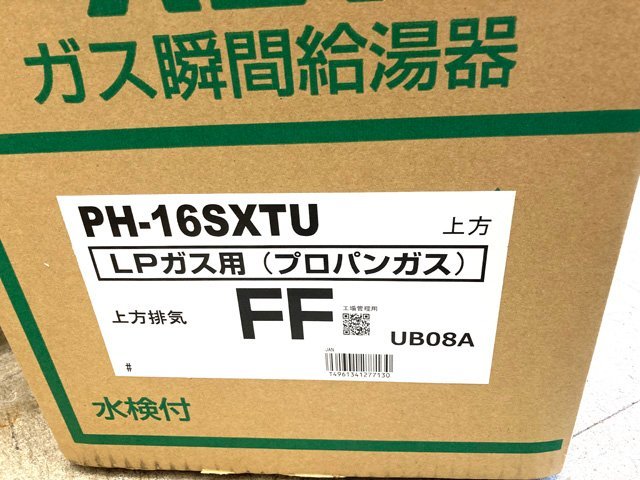 ガス瞬間給湯器
PH-16SXTU 上方
LPガス用(プロパンガス)
上方排気 FF 工場管理用 UB08A
JAN
# T4961341277130
水検付